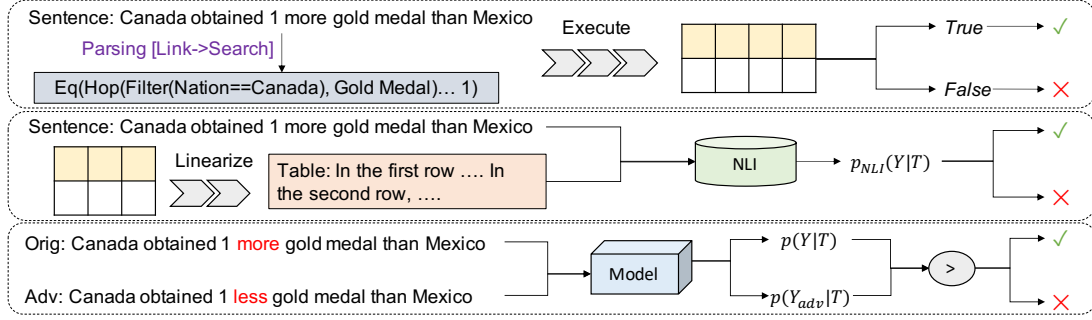 Sentence: Canada obtained 1 more gold medal than Mexico
Parsing [Link->Search]
Eq(Hop(Filter(Nation==Canada), Gold Medal)… 1)
Execute
True
False
Sentence: Canada obtained 1 more gold medal than Mexico
Linearize
Table: In the first row …. In
the second row, ….
NLI
p_NLI(Y|T)
Orig: Canada obtained 1 more gold medal than Mexico
Adv: Canada obtained 1 less gold medal than Mexico
Model
p(Y|T)
p(Y_adv|T)
>